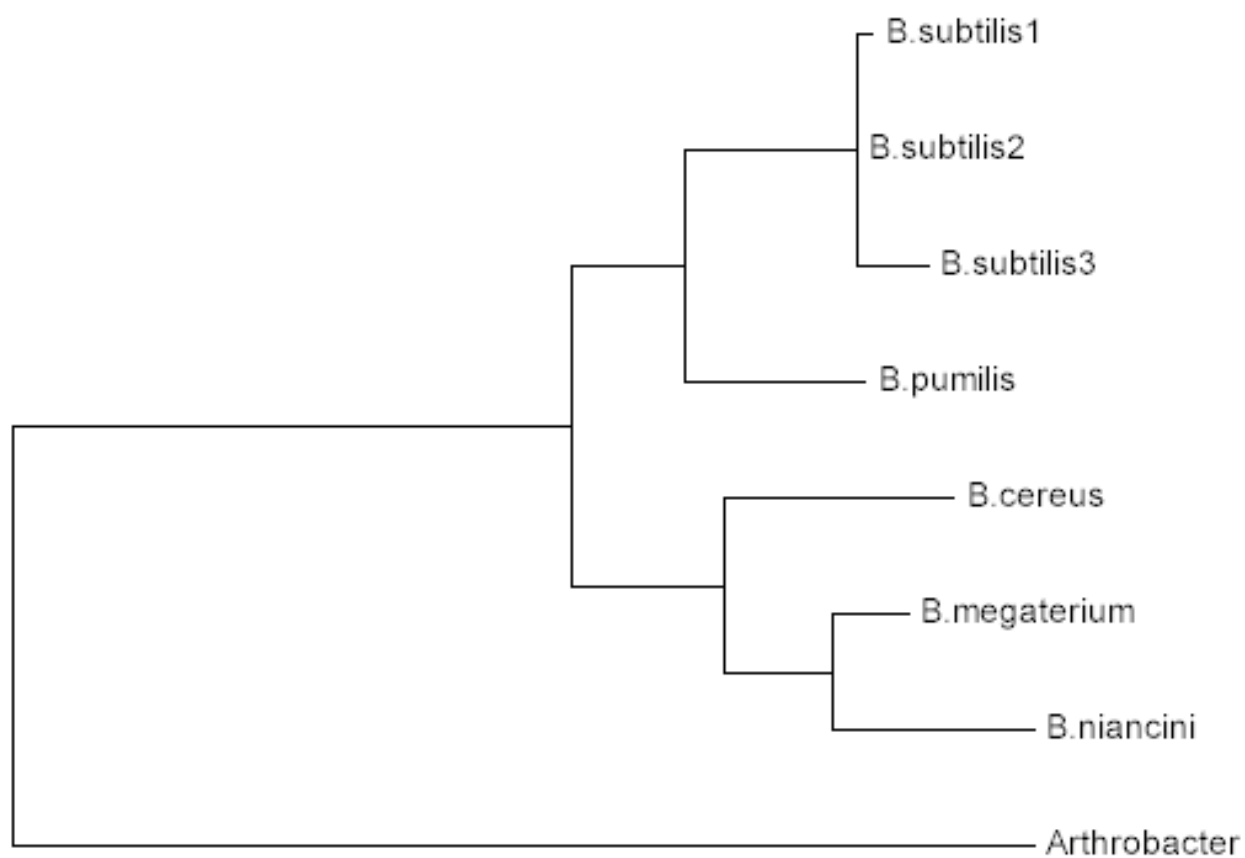 B.subtilis1
B.subtilis2
B.subtilis3
B.pumilis
B.cereus
B.megaterium
B.niancini
Arthrobacter